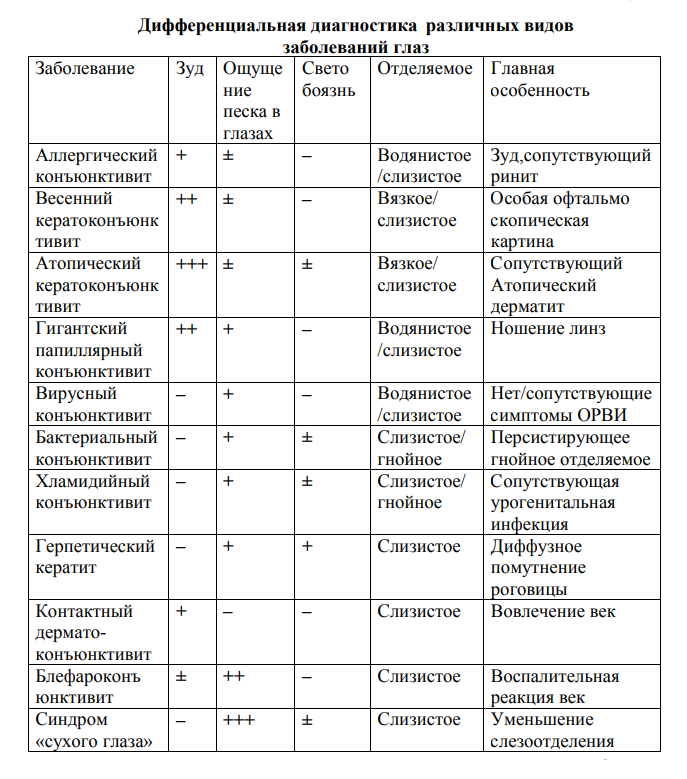 Дифференциальная диагностика различных видов
заболеваний глаз
Заболевание Зуд Ощуще Свето Отделяемое Главная
ние боязнь особенность
песка в
глазах
Аллергический + ± – Водянистое Зуд,сопутствующий
конъюнктивит /слизистое ринит
Весенний ++ ± – Вязкое/ Особая офтальмо
кератоконъюнк слизистое скопическая
тивит картина
Атопический +++ ± ± Вязкое/ Сопутствующий
кератоконъюнк слизистое Атопический
тивит дерматит
Гигантский ++ + – Водянистое Ношение линз
папиллярный /слизистое
конъюнктивит
Вирусный – + – Водянистое Нет/сопутствующие
конъюнктивит /слизистое симптомы ОРВИ
Бактериальный – + ± Слизистое/ Персистирующее
конъюнктивит гнойное гнойное отделяемое
Хламидийный – + ± Слизистое/ Сопутствующая
конъюнктивит гнойное урогенитальная
инфекция
Герпетический – + + Слизистое Диффузное
кератит помутнение
роговицы
Контактный + – – Слизистое Вовлечение век
дермато-
конъюнктивит
Блефароконъ ± ++ – Слизистое Воспалительная
юнктивит реакция век
Синдром – +++ ± Слизистое Уменьшение
«сухого глаза» слезоотделения